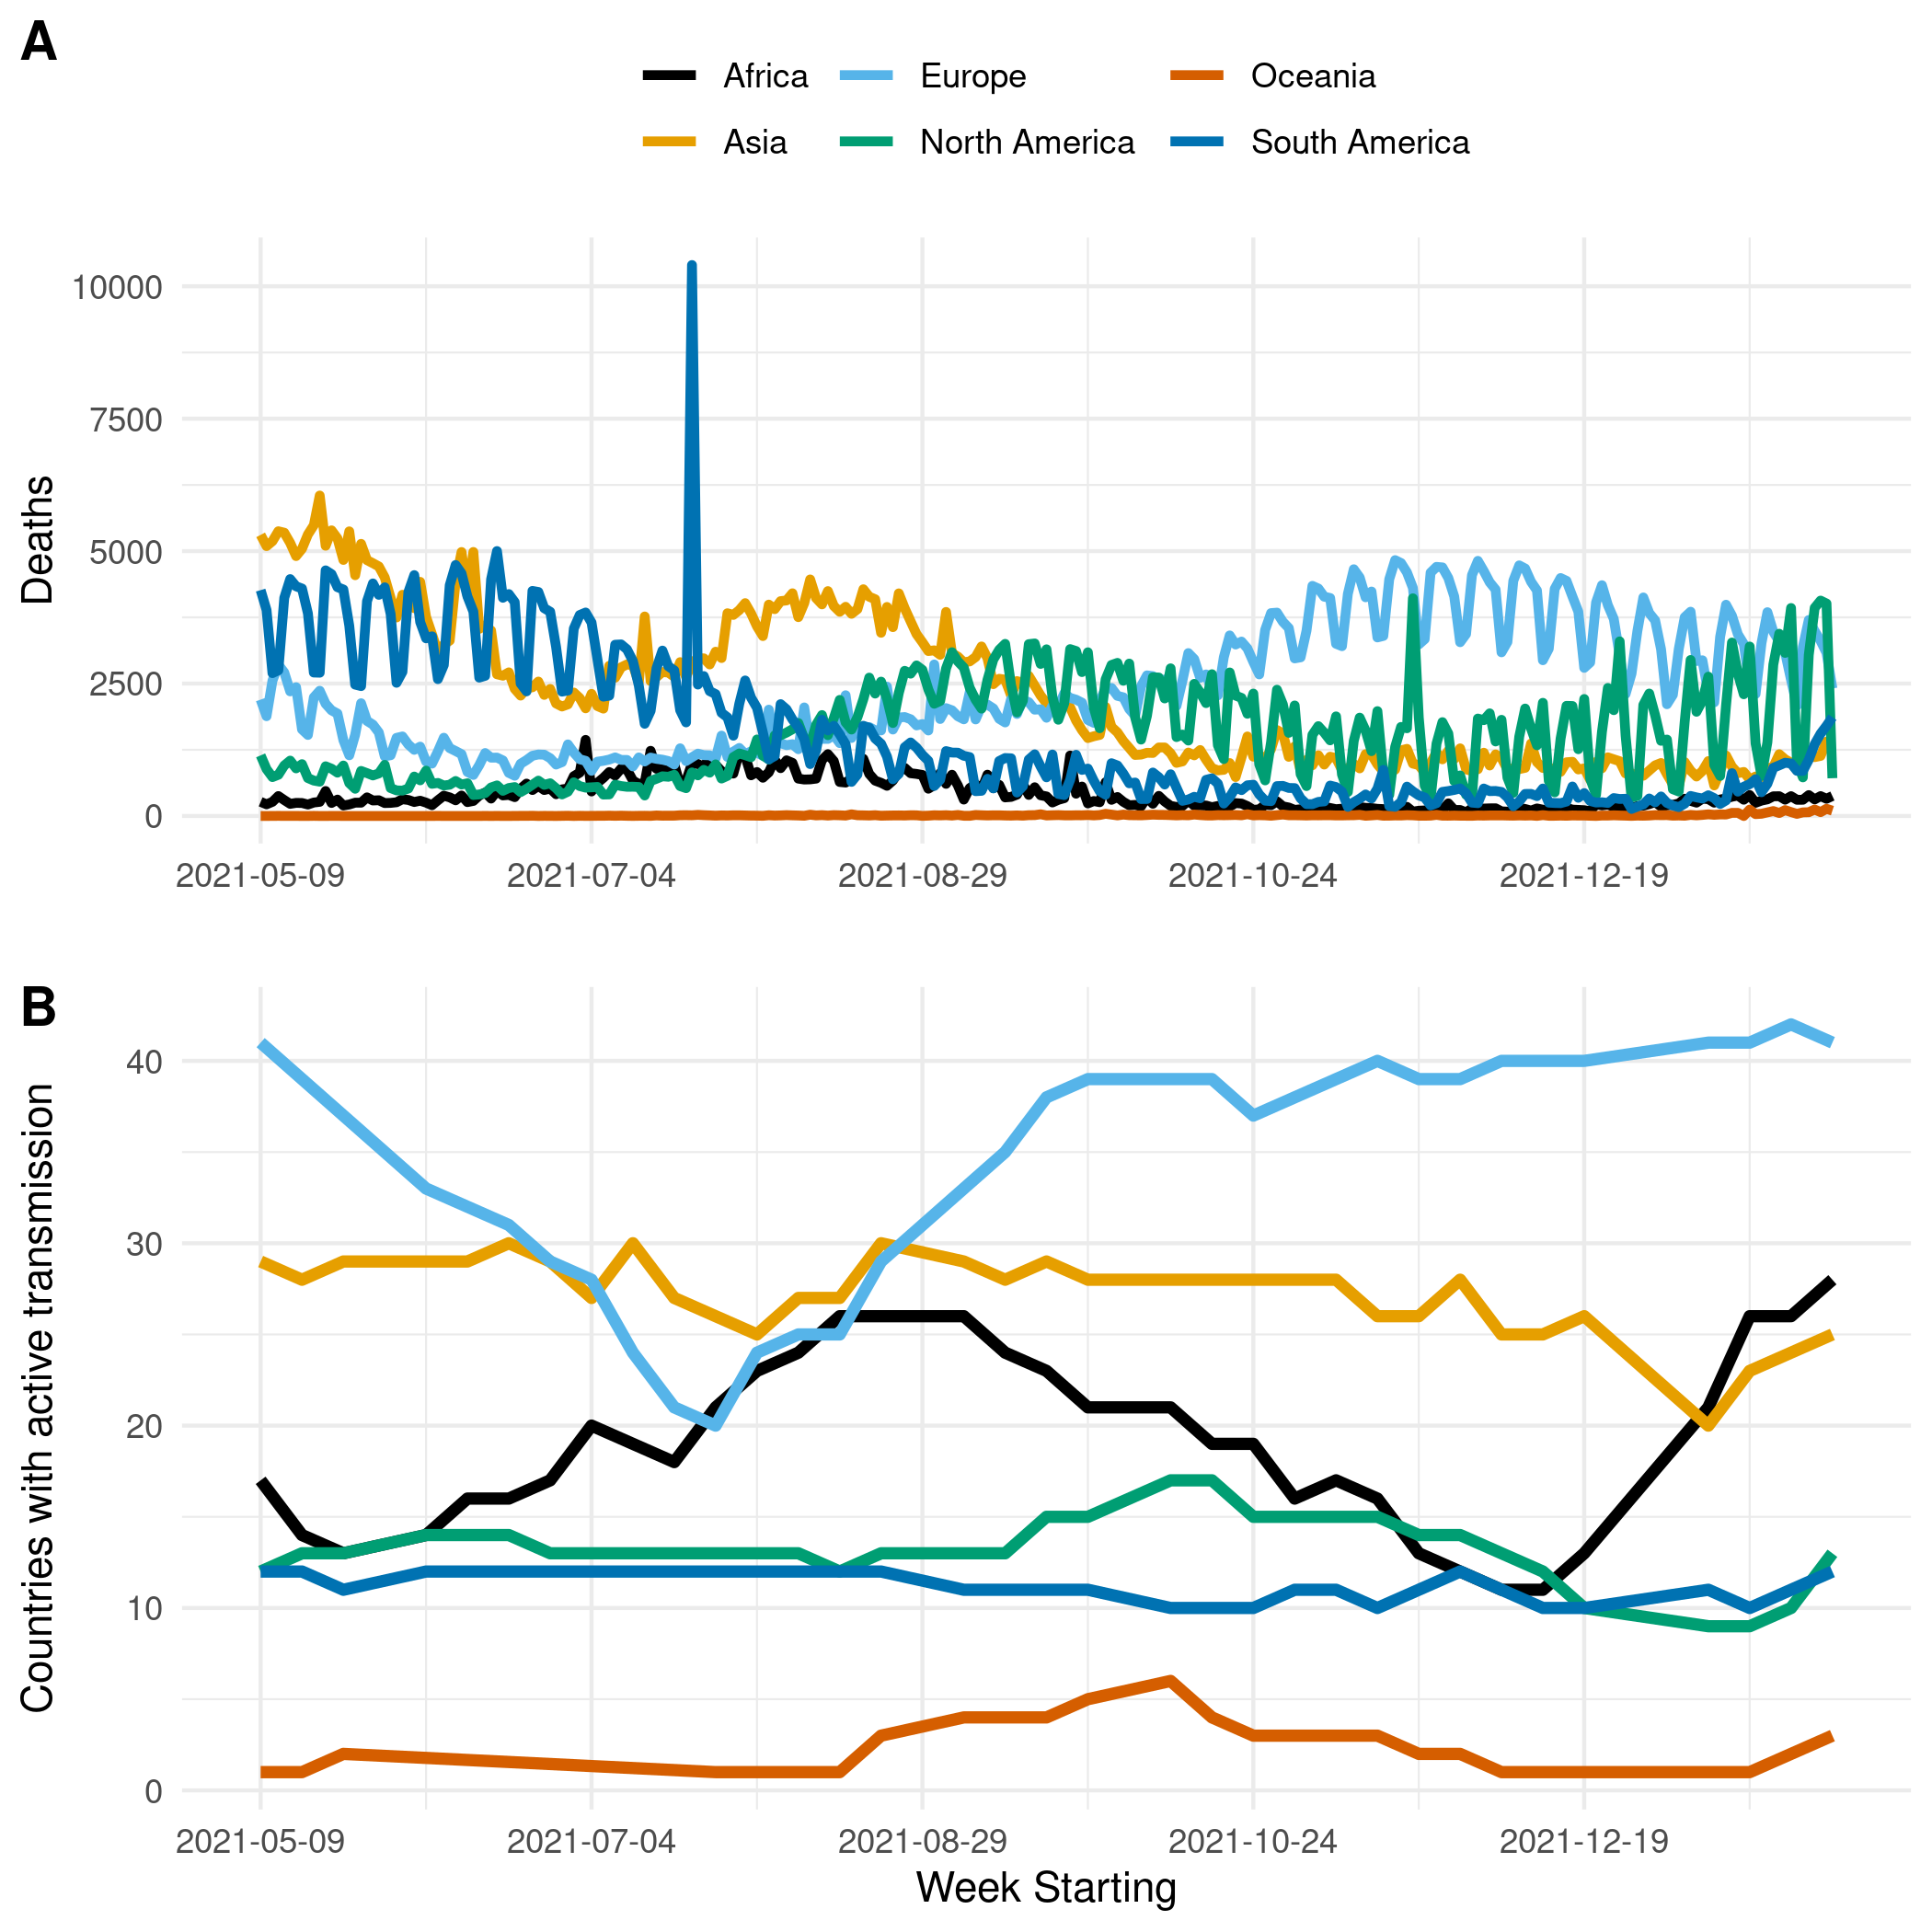 A
Africa Europe Oceania
Asia North America South America
Deaths
10000
7500
5000
2500
0
2021-05-09 2021-07-04 2021-08-29 2021-10-24 2021-12-19
B
Countries with active transmission
40
30
20
10
0
2021-05-09 2021-07-04 2021-08-29 2021-10-24 2021-12-19
Week Starting